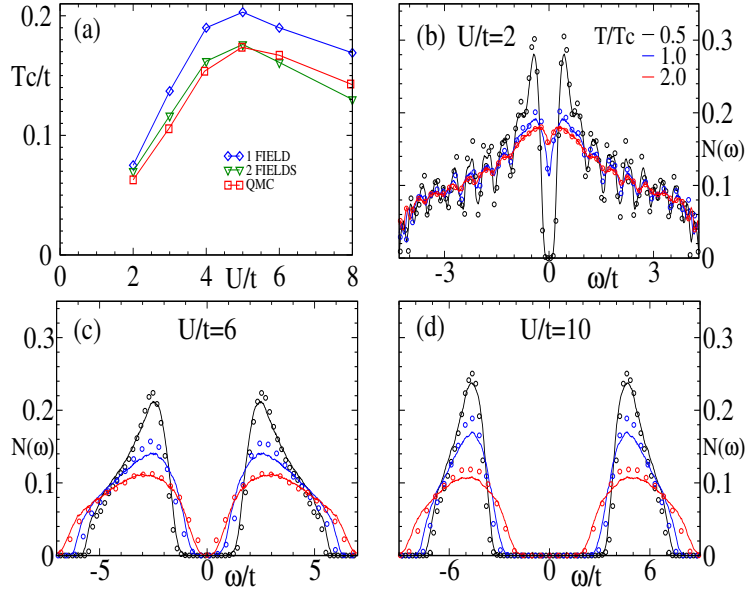 (a)
Tc/t
0.2
0.1
0
1 FIELD
2 FIELDS
QMC
0 2 4 6 8
U/t
(b) U/t=2
T/Tc
0.5
1.0
2.0
0.3
0.2
N(ω)
0.1
0
-3 0 3
ω/t
(c) U/t=6
0.3
0.2
N(ω)
0.1
0
-5 0 5
ω/t
(d) U/t=10
0.3
0.2
N(ω)
0.1
0
-6 0 6
ω/t